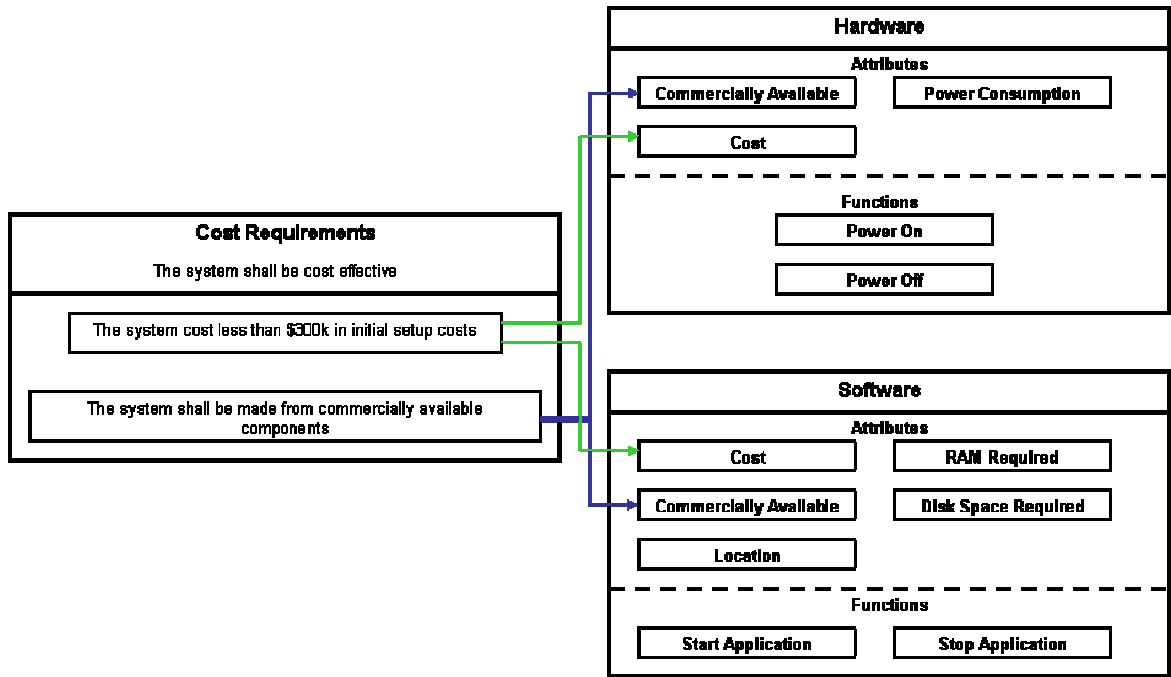 Hardware
Attributes
Commercially Available
Power Consumption
Cost
Functions
Power On
Power Off
Cost Requirements
The system shall be cost effective
The system cost less than $300k in initial setup costs
The system shall be made from commercially available
components
Software
Attributes
Cost
RAM Required
Commercially Available
Disk Space Required
Location
Functions
Start Application
Stop Application